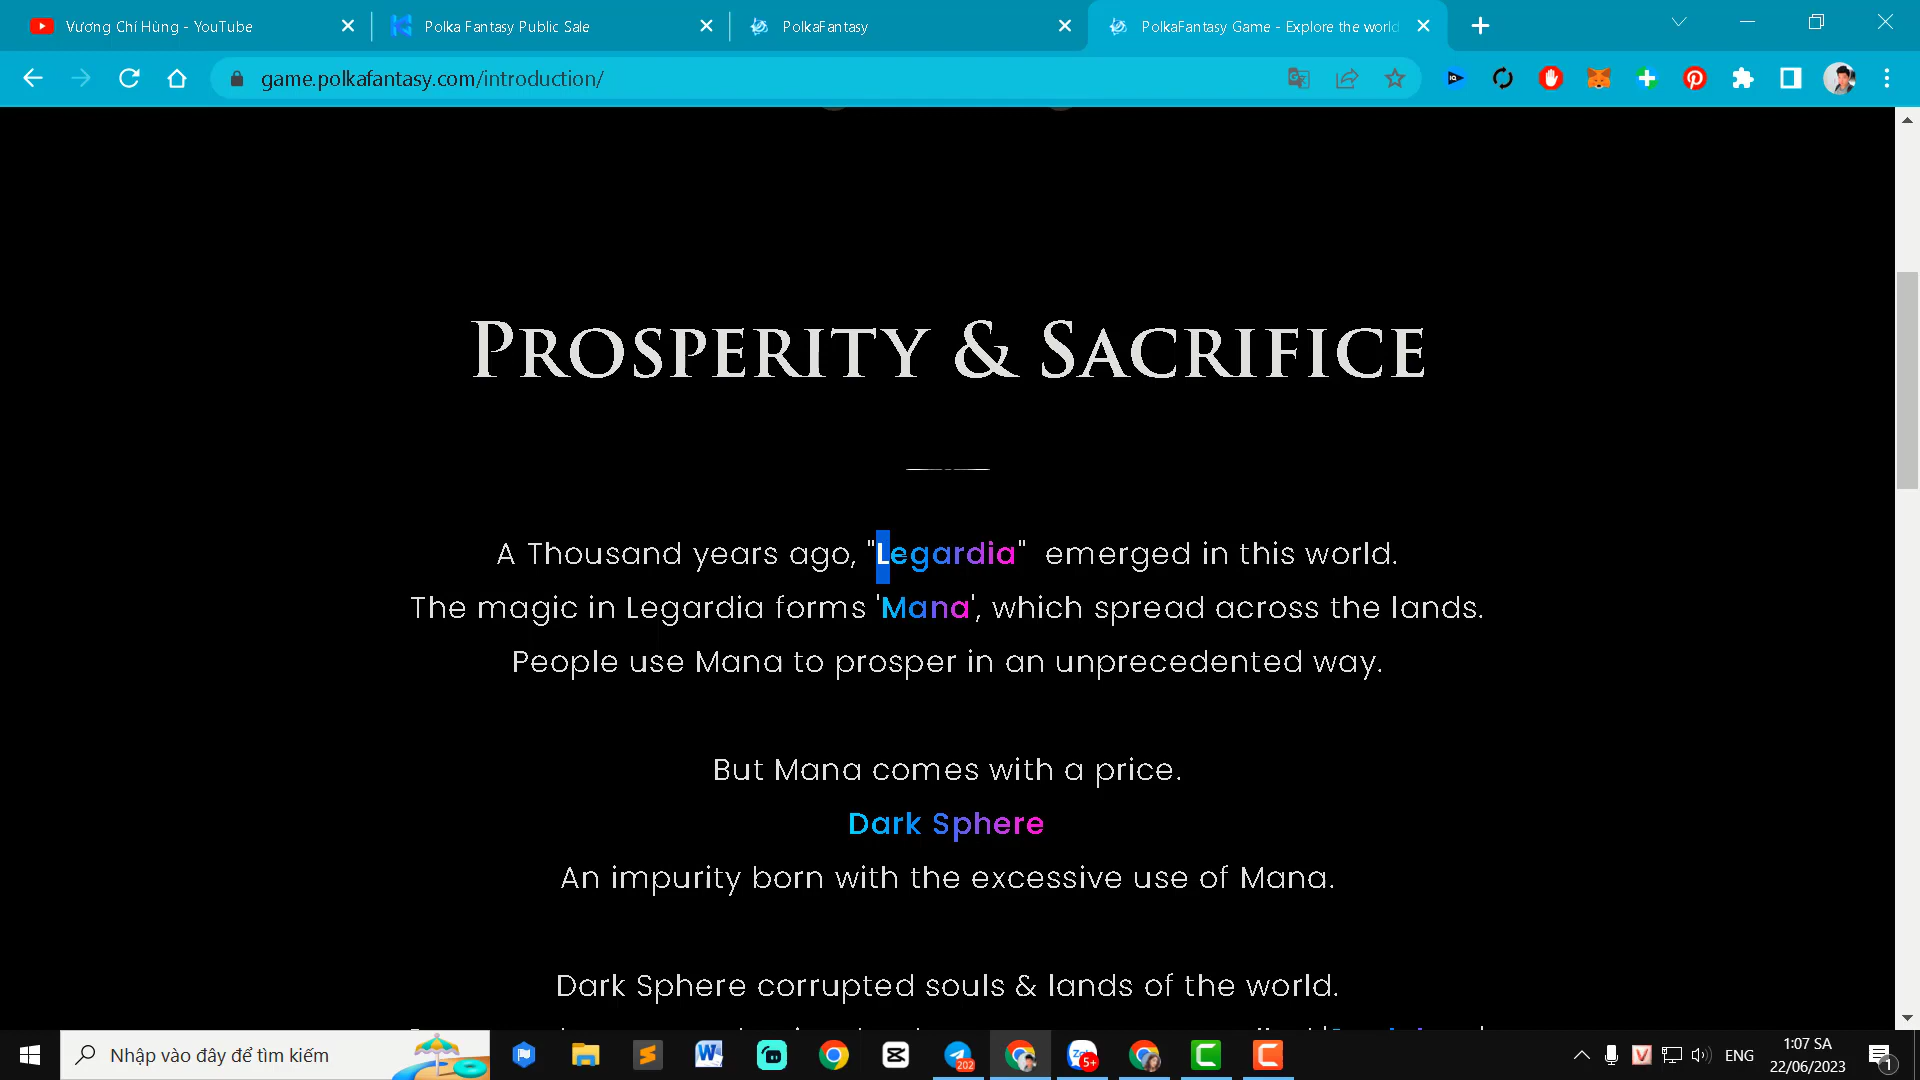 Vương Chí Hùng - YouTube
Polka Fantasy Public Sale
PolkaFantasy
PolkaFantasy Game - Explore the world
game.polkafantasy.com/introduction/
PROSPERITY & SACRIFICE
A Thousand years ago, "Legardia" emerged in this world.
The magic in Legardia forms 'Mana', which spread across the lands.
People use Mana to prosper in an unprecedented way.
But Mana comes with a price.
Dark Sphere
An impurity born with the excessive use of Mana.
Dark Sphere corrupted souls & lands of the world.
Nhập vào đây để tìm kiếm
202
5+
ENG
1:07 SA
22/06/2023
1